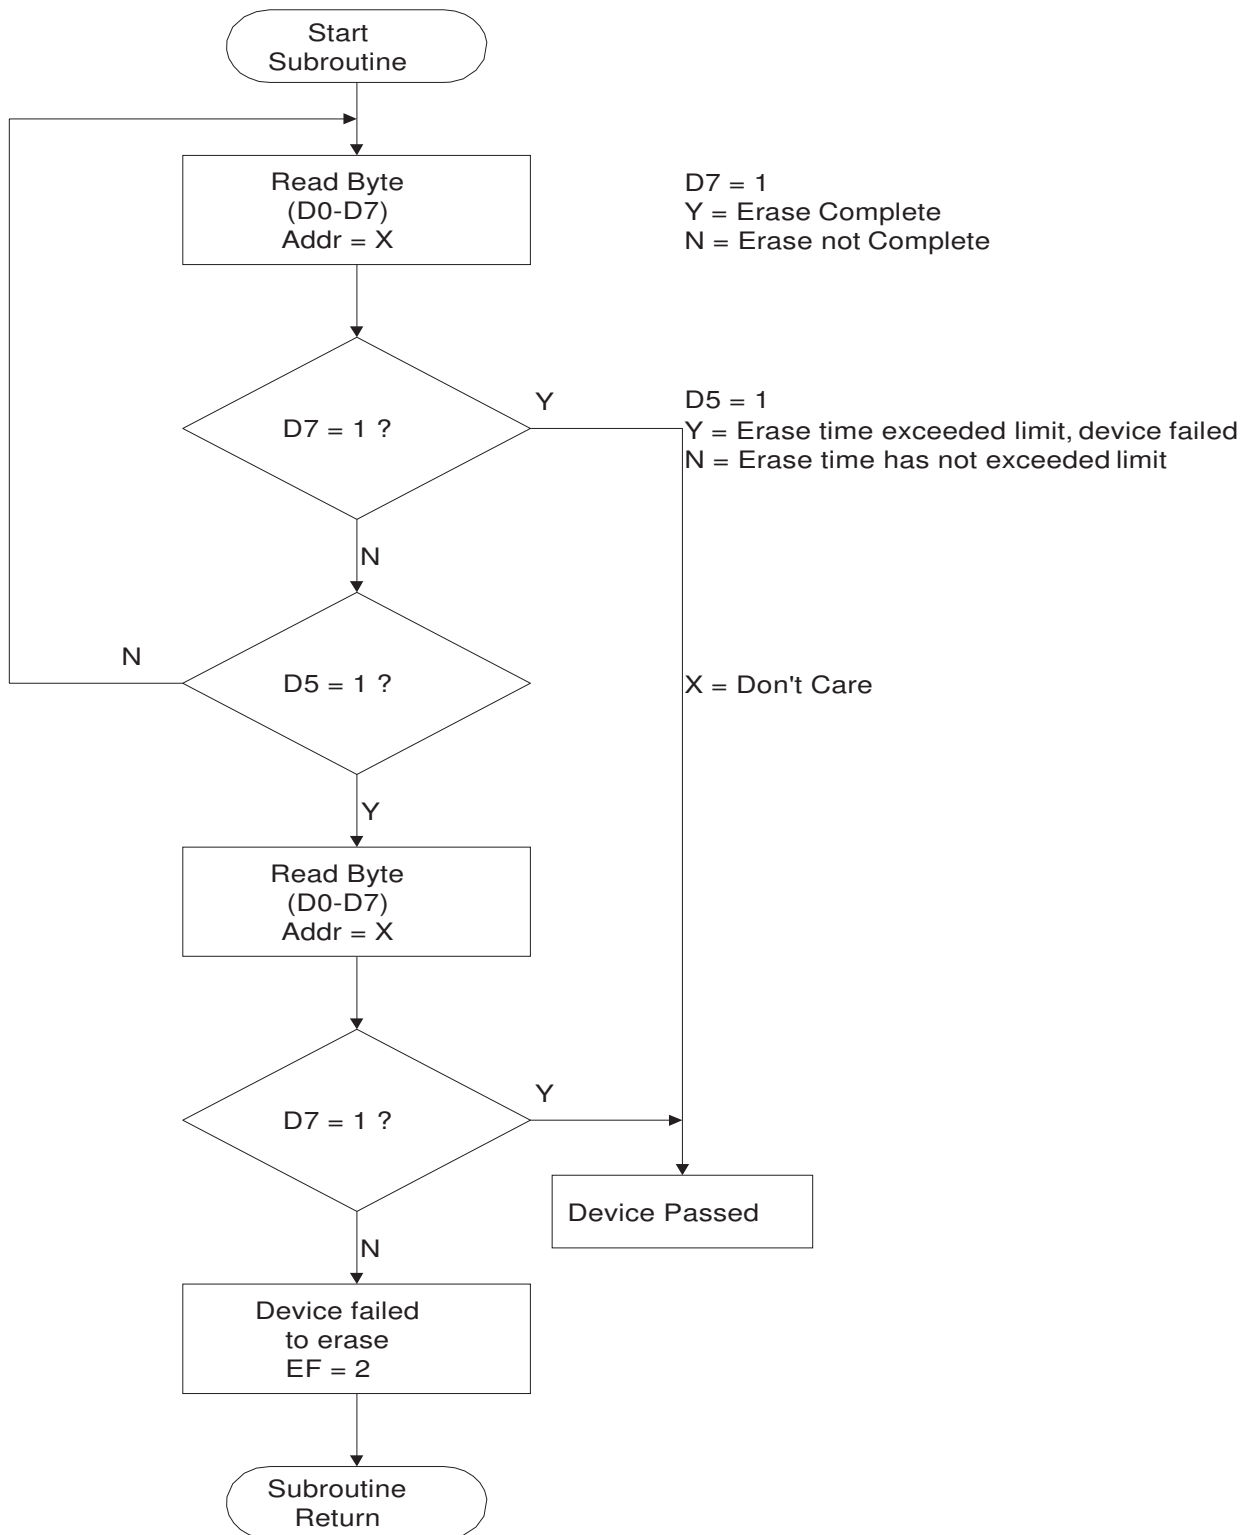 Start
Subroutine
Read Byte
(D0-D7)
Addr = X
D7 = 1
Y = Erase Complete
N = Erase not Complete
D7 = 1 ?
Y
D5 = 1
Y = Erase time exceeded limit, device failed
N = Erase time has not exceeded limit
N
N
D5 = 1 ?
X = Don't Care
Y
Read Byte
(D0-D7)
Addr = X
D7 = 1 ?
Y
Device Passed
N
Device failed
to erase
EF = 2
Subroutine
Return